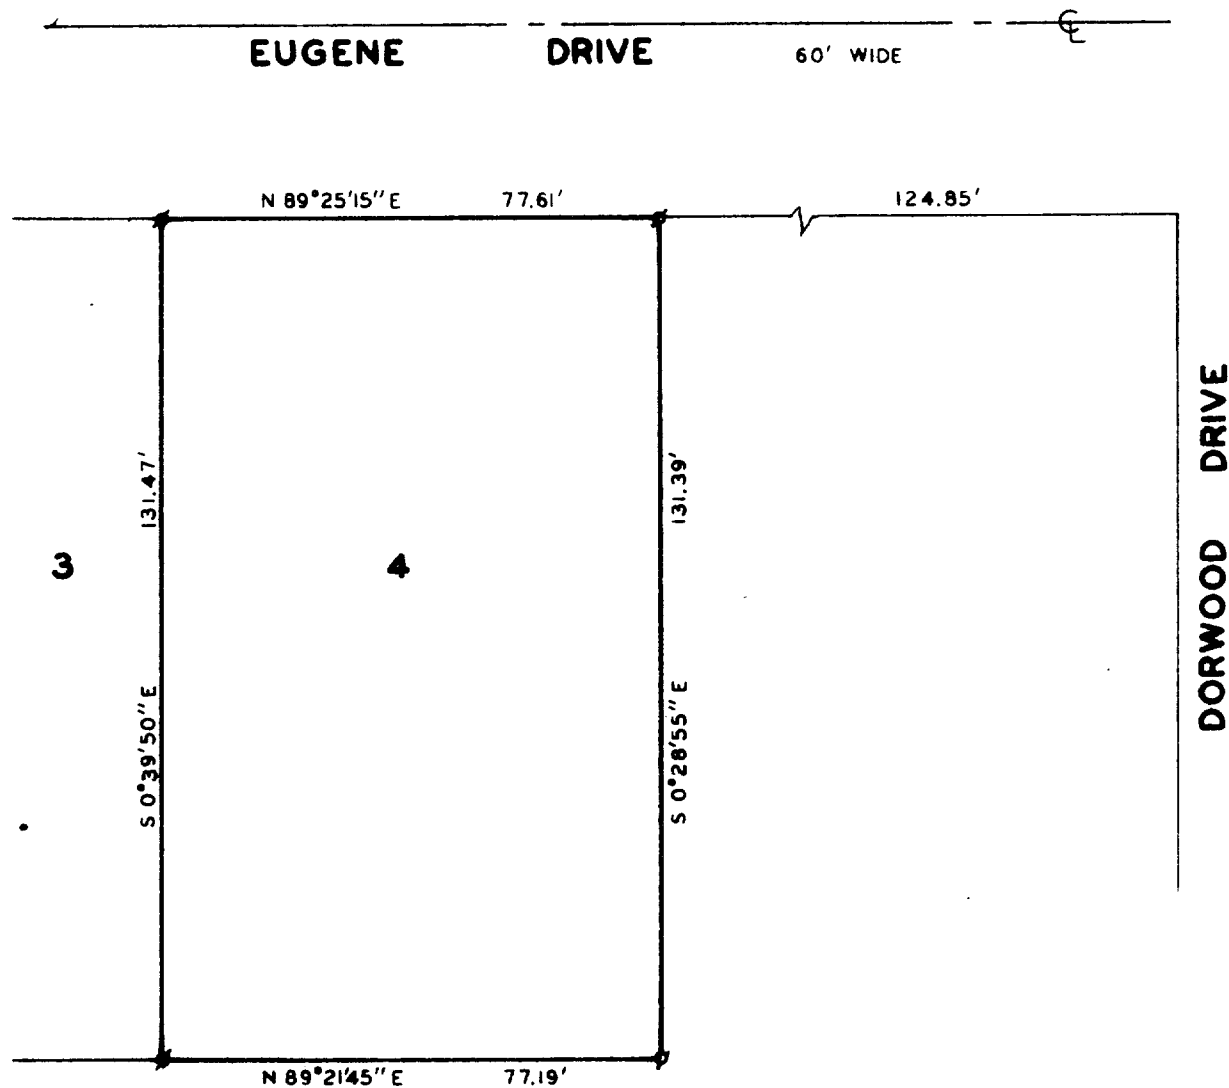 EUGENE DRIVE 60' WIDE ℄
N 89°25'15" E 77.61' 124.85'
131.47'
S 0°39'50" E
3
4
131.39'
S 0°28'55" E
DORWOOD DRIVE
N 89°21'45" E 77.19'